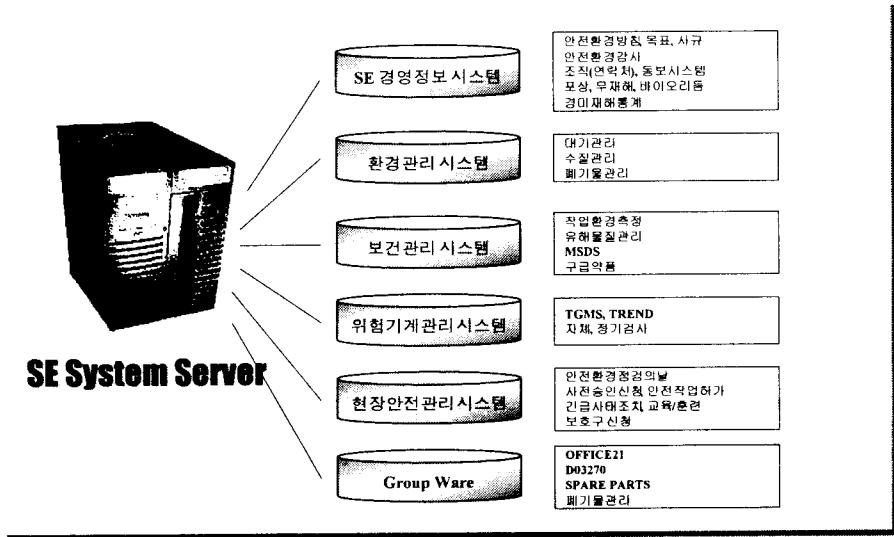 SE 경영정보 시스템
안전환경방침, 목표, 사규
안전환경감사
조직(연락처), 동보시스템
포상, 무재해, 바이오리듬
경미재해통계
환경관리 시스템
대기관리
수질관리
폐기물관리
보건관리 시스템
작업환경측정
유해물질관리
MSDS
구급약품
위험기계관리 시스템
TGMS, TREND
자체, 정기검사
SE System Server
현장안전관리 시스템
안전환경점검의날
사전승인신청, 안전작업허가
긴급사태조치, 교육/훈련
보호구신청
Group Ware
OFFICE21
D03270
SPARE PARTS
폐기물관리